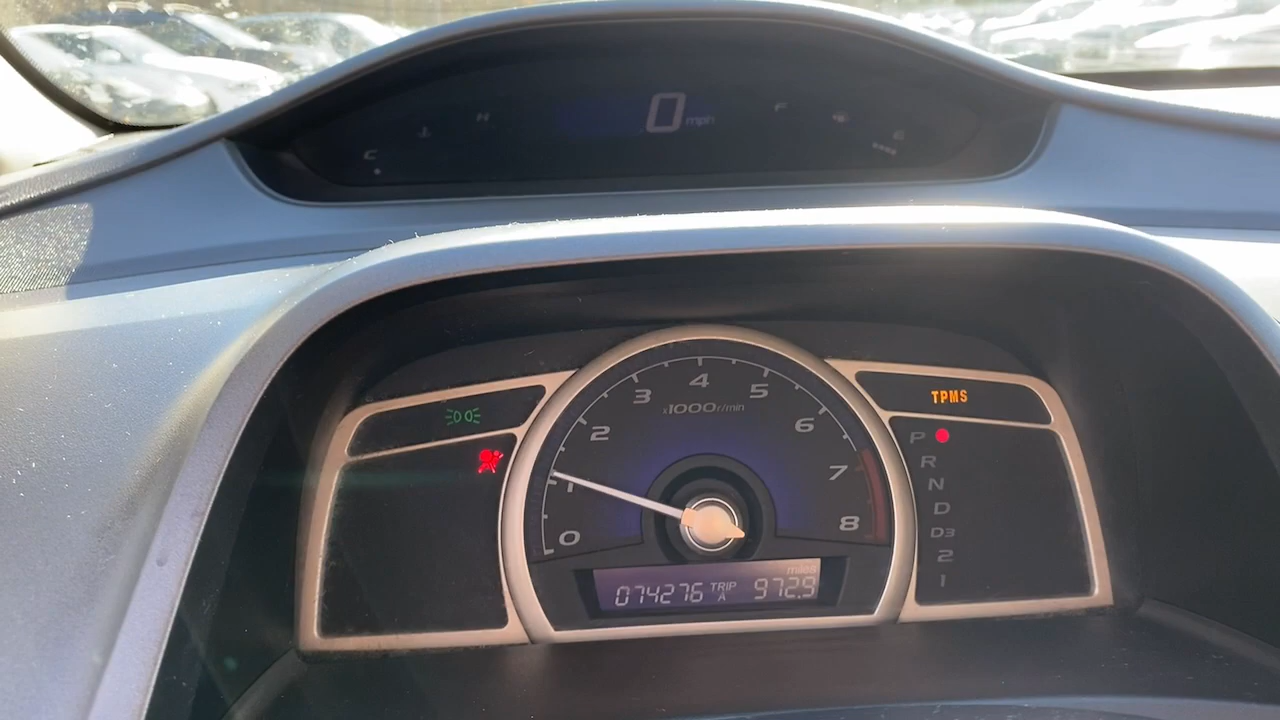 H
0 mph
F
C
4
3
5
x1000r/min
2
6
1
7
0
8
TPMS
P
R
N
D
D3
2
1
miles
074276 TRIP A 972.9